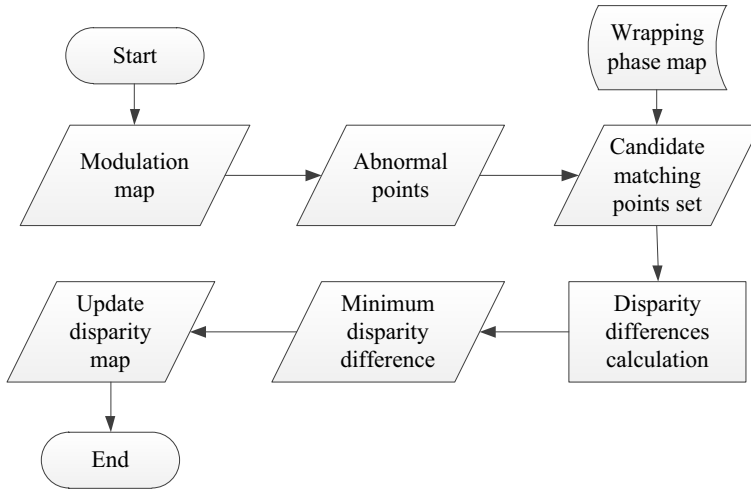 Start
Wrapping
phase map
Modulation
map
Abnormal
points
Candidate
matching
points set
Disparity
differences
calculation
Minimum
disparity
difference
Update
disparity
map
End